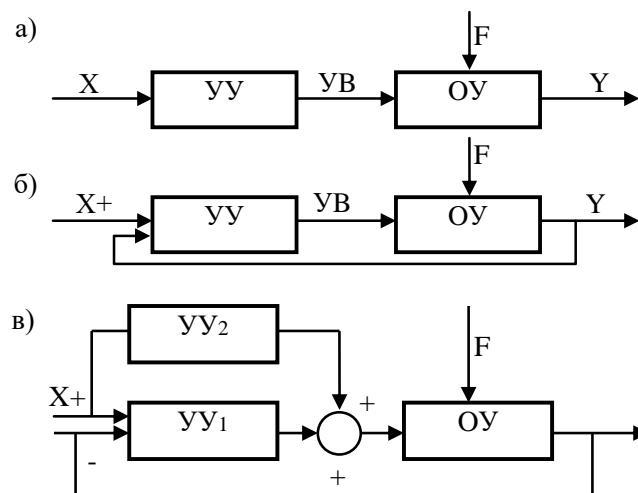 а)
F
X УУ УВ ОУ Y
б)
F
X+ УУ УВ ОУ Y
в)
УУ2
F
X+ УУ1 + ОУ
-
+